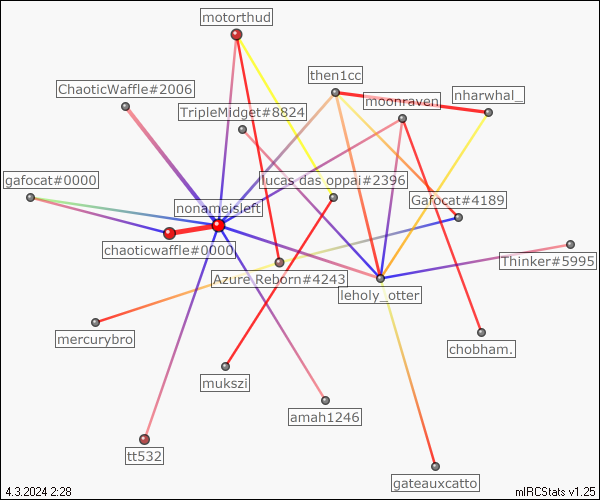 motorthud
then1cc
ChaoticWaffle#2006
nharwhal_
moonraven
TripleMidget#8824
gafocat#0000
lucas das oppai#2396
Gafocat#4189
nonameisleft
chaoticwaffle#0000
Thinker#5995
Azure Reborn#4243
leholy_otter
mercurybro
chobham.
mukszi
amah1246
tt532
gateauxcatto
4.3.2024 2:28
mIRCStats v1.25